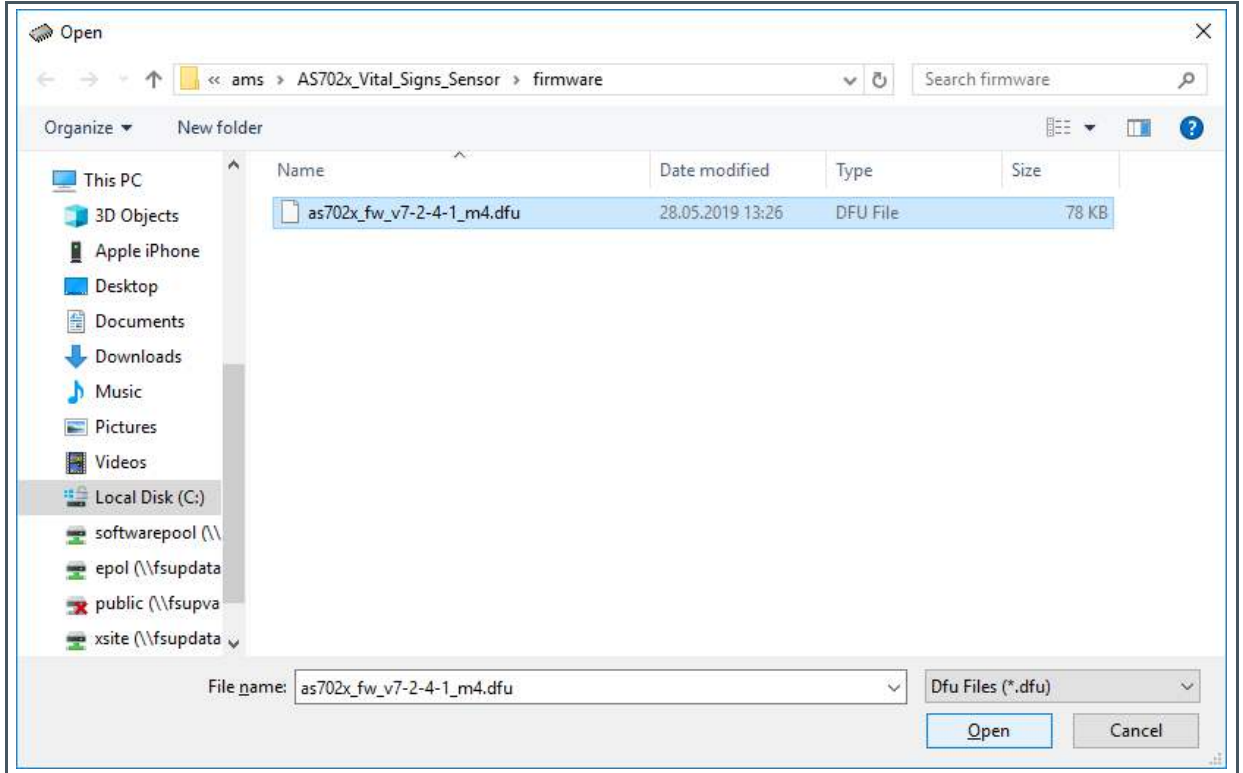 Open
« ams › AS702x_Vital_Signs_Sensor › firmware
Search firmware
Organize
New folder
?
Name
Date modified
Type
Size
as702x_fw_v7-2-4-1_m4.dfu
28.05.2019 13:26
DFU File
78 KB
This PC
3D Objects
Apple iPhone
Desktop
Documents
Downloads
Music
Pictures
Videos
Local Disk (C:)
softwarepool (\\
epol (\\fsupdata
public (\\fsupva
xsite (\\fsupdata
File name:
as702x_fw_v7-2-4-1_m4.dfu
Dfu Files (*.dfu)
Open
Cancel